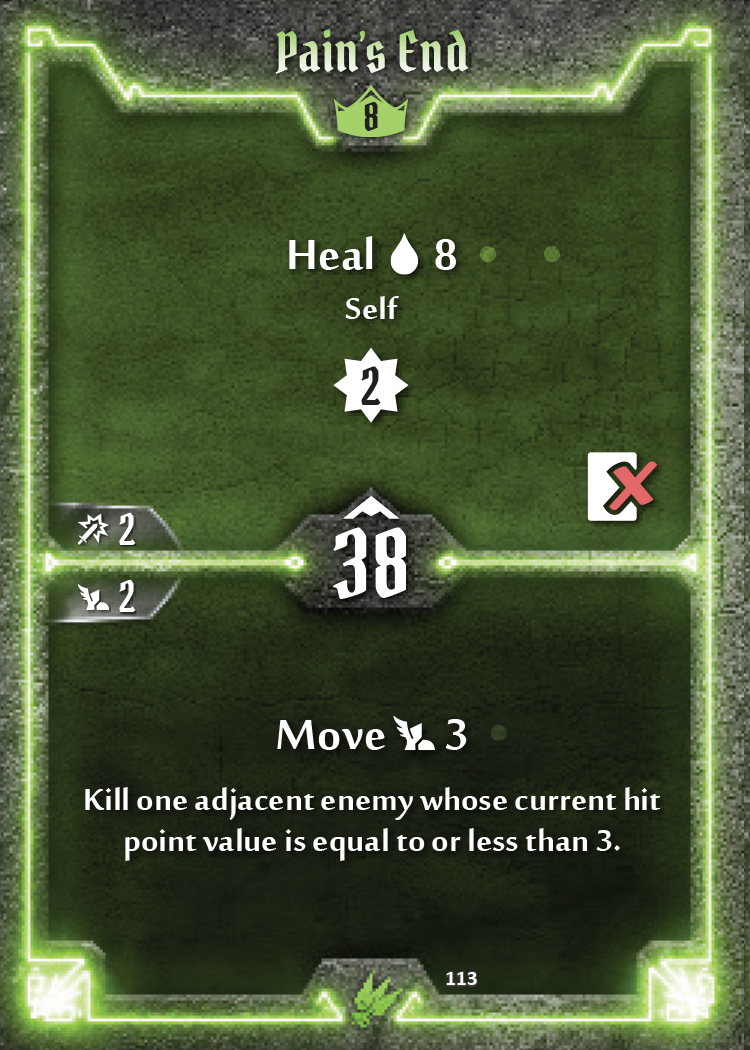 Pain's End
8
Heal 8
Self
2
2
38
2
Move 3
Kill one adjacent enemy whose current hit
point value is equal to or less than 3.
113